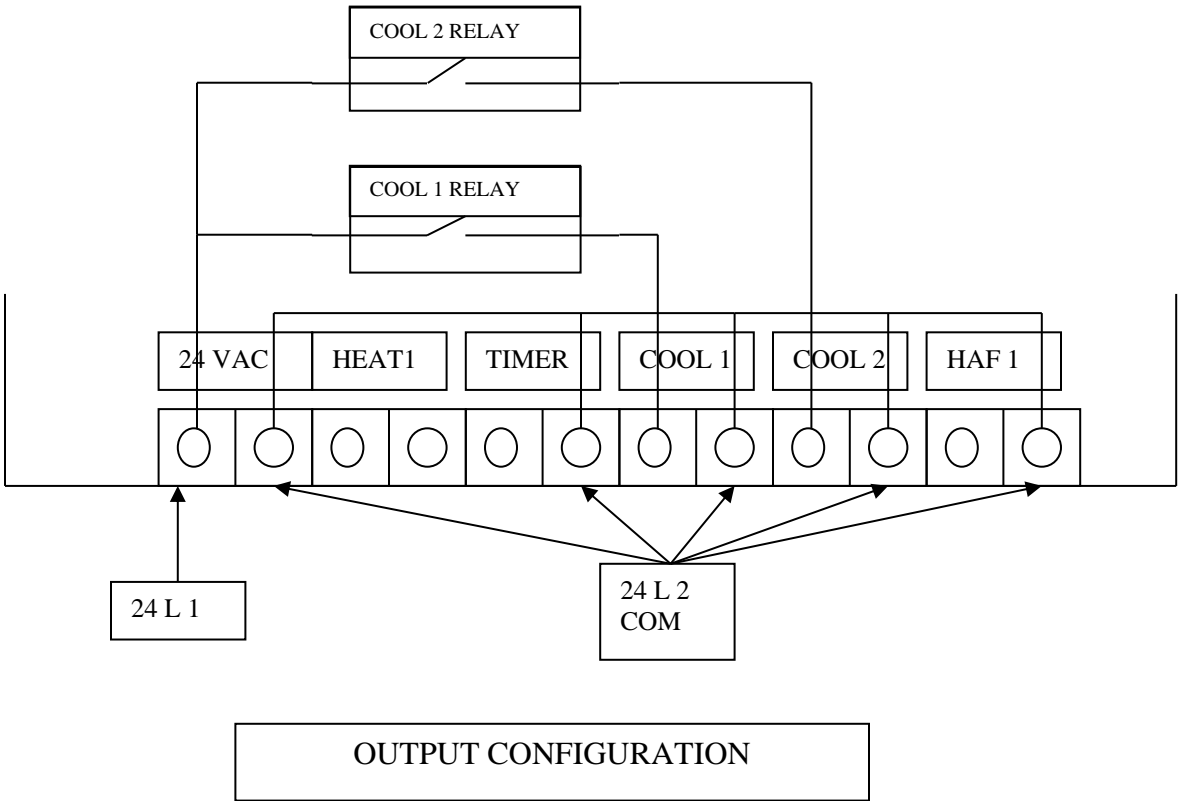 COOL 2 RELAY
COOL 1 RELAY
24 VAC
HEAT1
TIMER
COOL 1
COOL 2
HAF 1
24 L 1
24 L 2
COM
OUTPUT CONFIGURATION